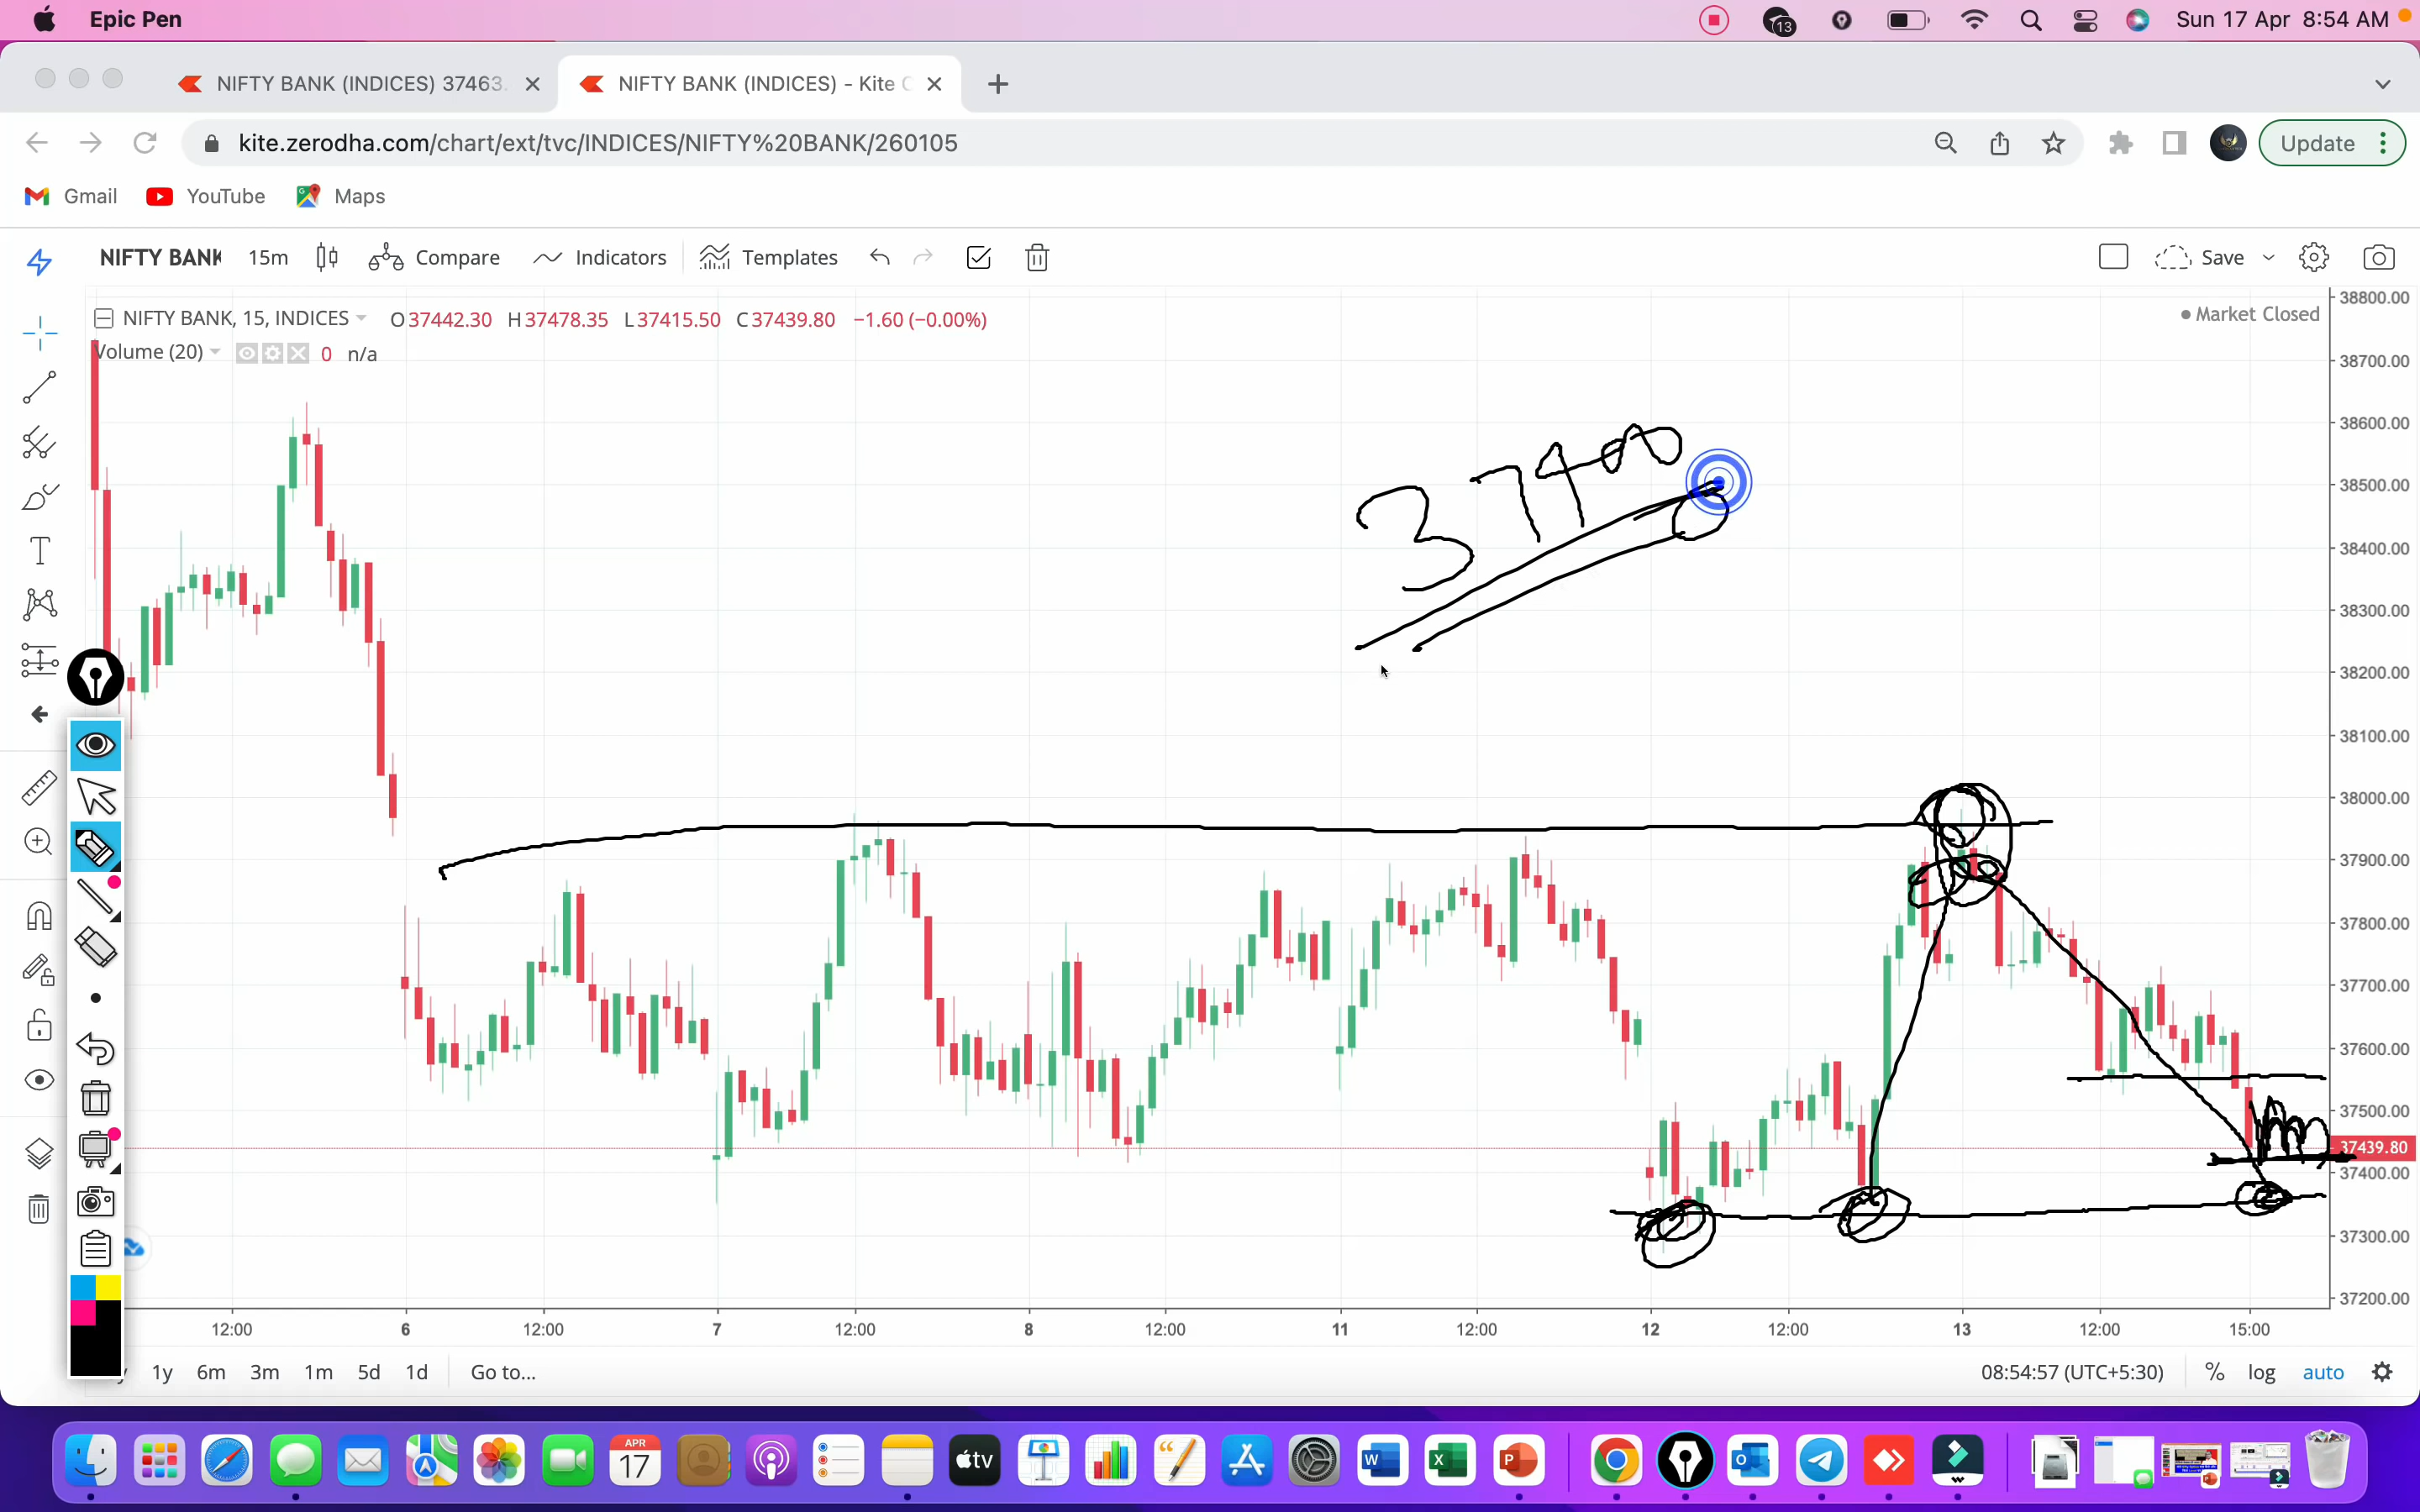 Epic Pen
13
Sun 17 Apr 8:54 AM
NIFTY BANK (INDICES) 37463.
NIFTY BANK (INDICES) - Kite C
kite.zerodha.com/chart/ext/tvc/INDICES/NIFTY%20BANK/260105
Update
Gmail YouTube Maps
NIFTY BANK 15m Compare Indicators Templates Save
NIFTY BANK, 15, INDICES O37442.30 H37478.35 L37415.50 C37439.80 −1.60 (−0.00%)
Market Closed
Volume (20) 0 n/a
38800.00
38700.00
38600.00
38500.00
38400.00
38300.00
38200.00
38100.00
38000.00
37900.00
37800.00
37700.00
37600.00
37500.00
37439.80
37400.00
37300.00
37200.00
37400
12:00 6 12:00 7 12:00 8 12:00 11 12:00 12 12:00 13 12:00 15:00
y 1y 6m 3m 1m 5d 1d Go to... 08:54:57 (UTC+5:30) % log auto
APR
17
tv
W
X
P
O